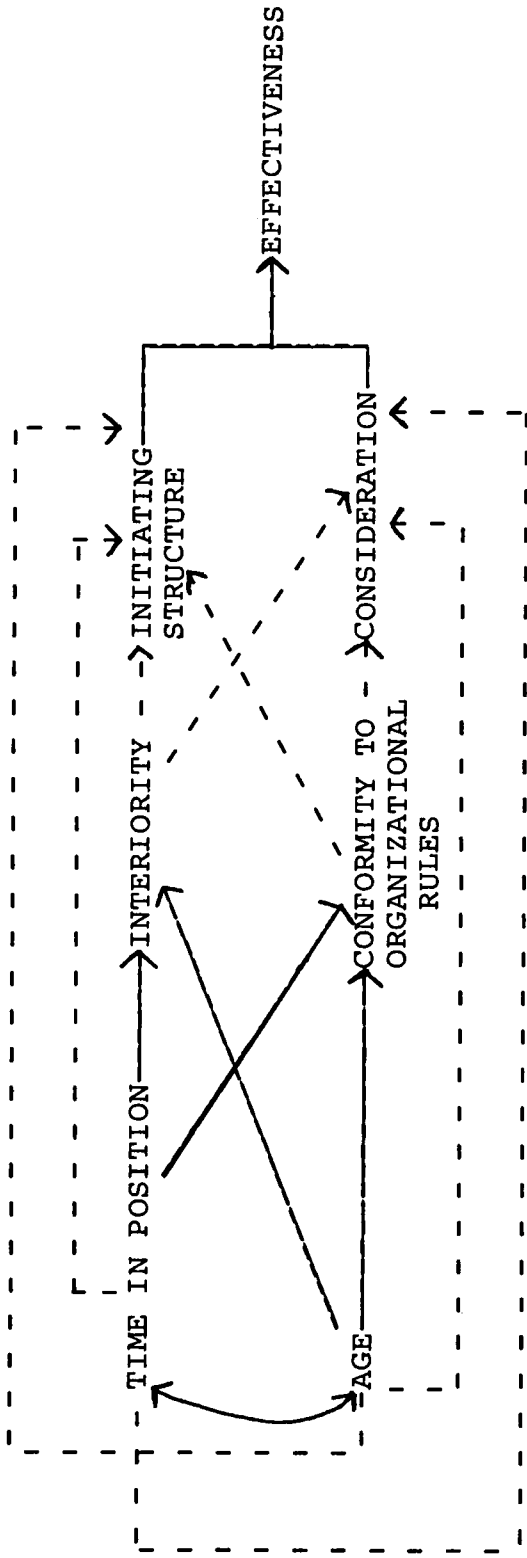 TIME IN POSITION
INTERIORITY
INITIATING
STRUCTURE
EFFECTIVENESS
AGE
CONFORMITY TO
ORGANIZATIONAL
RULES
CONSIDERATION